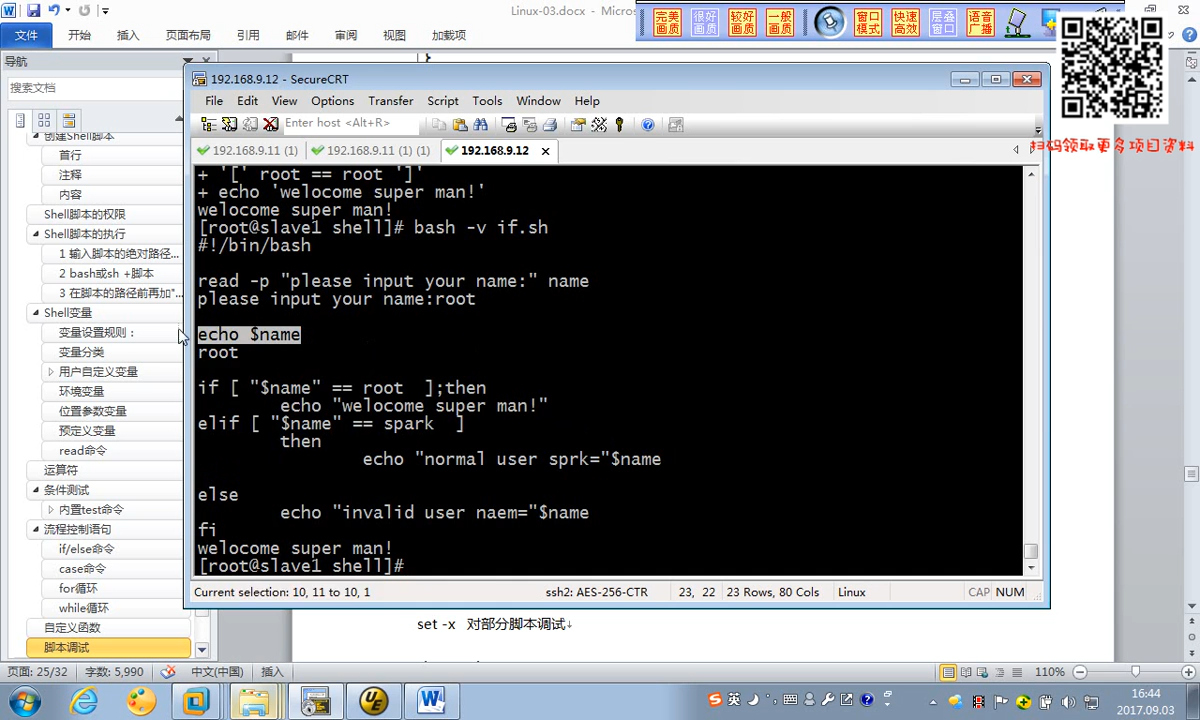 Linux-03.docx - Micros
完美画质
很好画质
较好画质
一般画质
窗口模式
快速高效
层叠窗口
语音广播
文件 开始 插入 页面布局 引用 邮件 审阅 视图 加载项
扫码领取更多项目资料
导航
搜索文档
创建Shell脚本
首行
注释
内容
Shell脚本的权限
Shell脚本的执行
1 输入脚本的绝对路径...
2 bash或sh +脚本
3 在脚本的路径前再加"...
Shell变量
变量设置规则：
变量分类
用户自定义变量
环境变量
位置参数变量
预定义变量
read命令
运算符
条件测试
内置test命令
流程控制语句
if/else命令
case命令
for循环
while循环
自定义函数
脚本调试
192.168.9.12 - SecureCRT
File Edit View Options Transfer Script Tools Window Help
Enter host <Alt+R>
192.168.9.11 (1) 192.168.9.11 (1) (1) 192.168.9.12
+ '[' root == root ']'
+ echo 'welocome super man!'
welocome super man!
[root@slave1 shell]# bash -v if.sh
#!/bin/bash
read -p "please input your name:" name
please input your name:root
echo $name
root
if [ "$name" == root  ];then
echo "welocome super man!"
elif [ "$name" == spark  ]
then
echo "normal user sprk="$name
else
echo "invalid user naem="$name
fi
welocome super man!
[root@slave1 shell]#
Current selection: 10, 11 to 10, 1 ssh2: AES-256-CTR 23, 22 23 Rows, 80 Cols Linux CAP NUM
set -x 对部分脚本调试
页面: 25/32 字数: 5,990 中文(中国) 插入 110%
英
16:44
2017.09.03